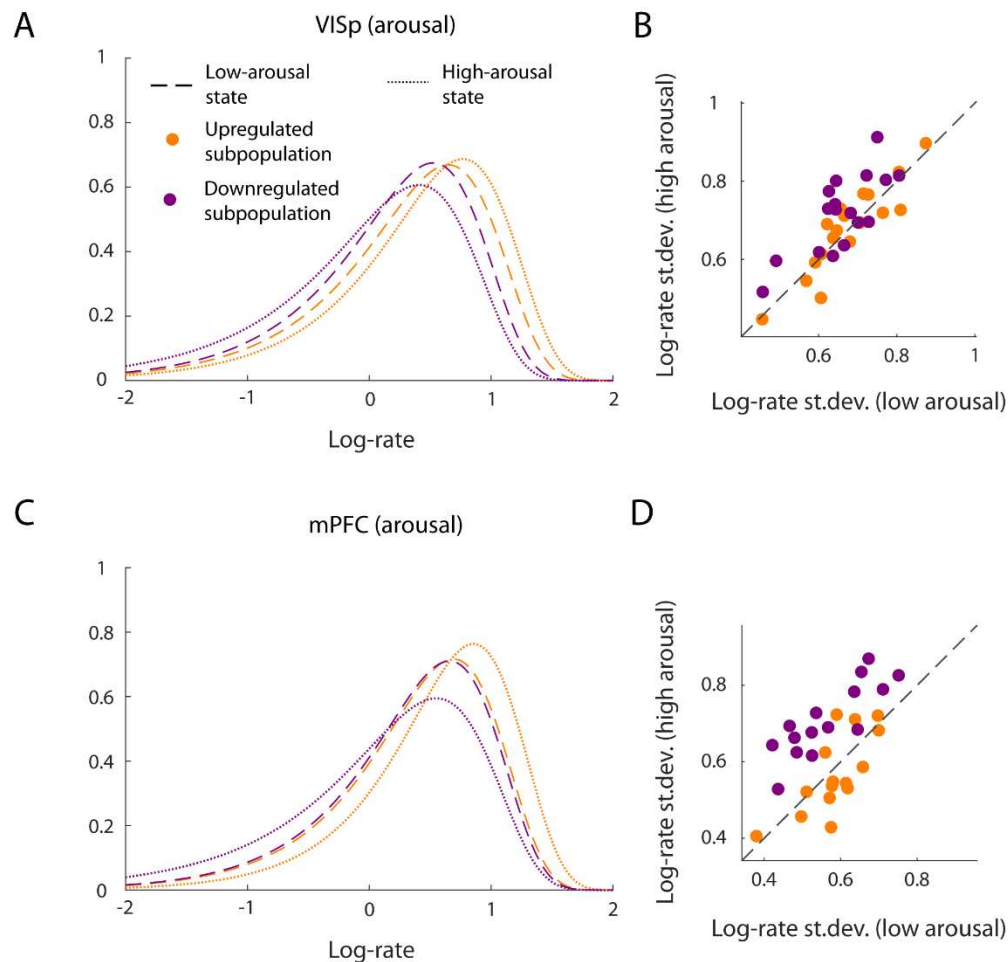 A
VISp (arousal)
1
0.8
0.6
0.4
0.2
0
-2
-1
0
1
2
Log-rate
Low-arousal
state
High-arousal
state
Upregulated
subpopulation
Downregulated
subpopulation
B
Log-rate st.dev. (high arousal)
1
0.8
0.6
0.6
0.8
1
Log-rate st.dev. (low arousal)
C
mPFC (arousal)
1
0.8
0.6
0.4
0.2
0
-2
-1
0
1
2
Log-rate
D
Log-rate st.dev. (high arousal)
0.8
0.6
0.4
0.4
0.6
0.8
Log-rate st.dev. (low arousal)